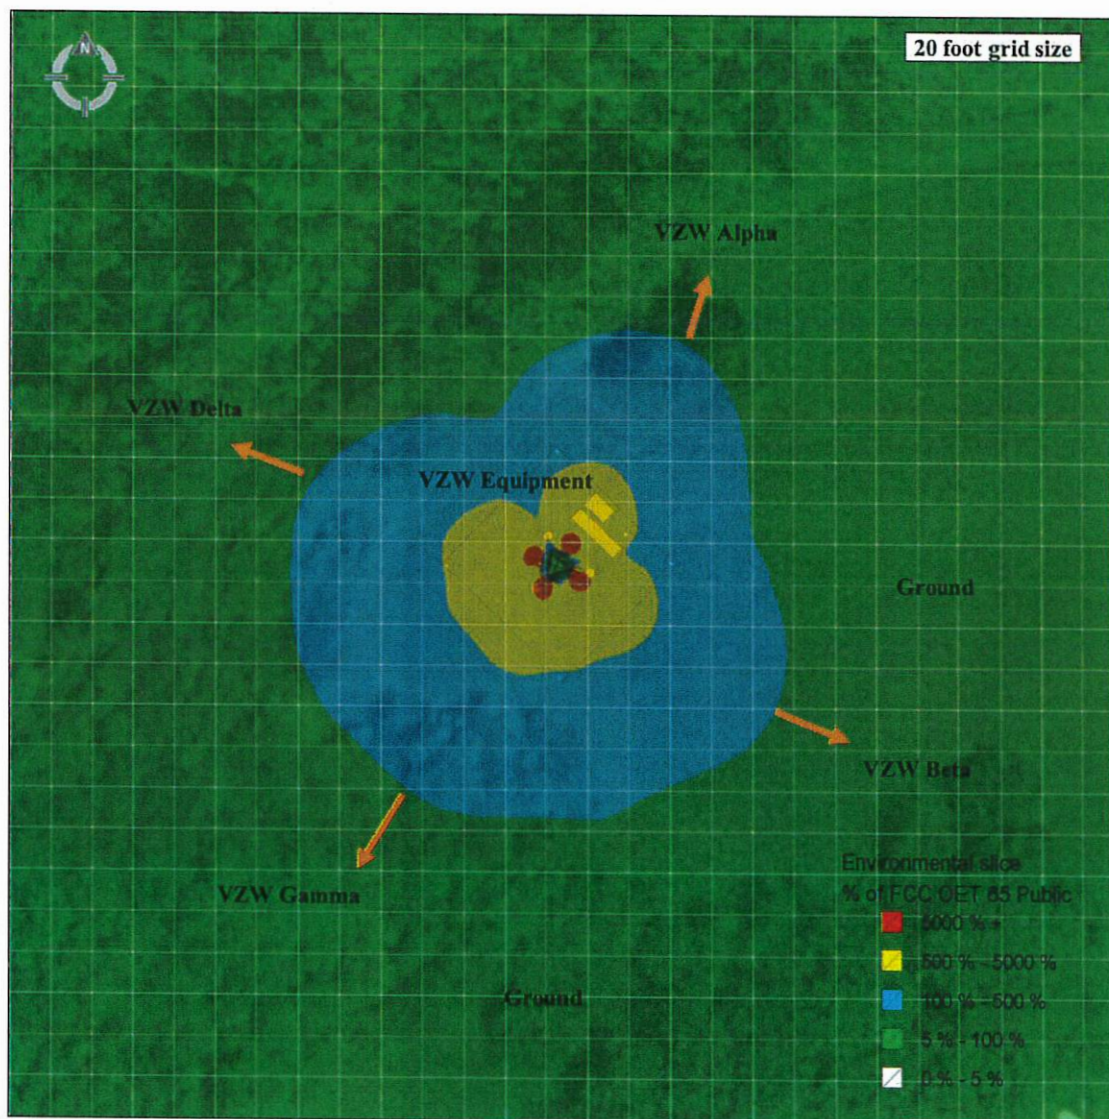 N
20 foot grid size
VZW Alpha
VZW Delta
VZW Equipment
Ground
VZW Beta
VZW Gamma
Ground
Environmental slice
% of FCC OET 65 Public
5000 % +
500 % - 5000 %
100 % - 500 %
5 % - 100 %
0 % - 5 %